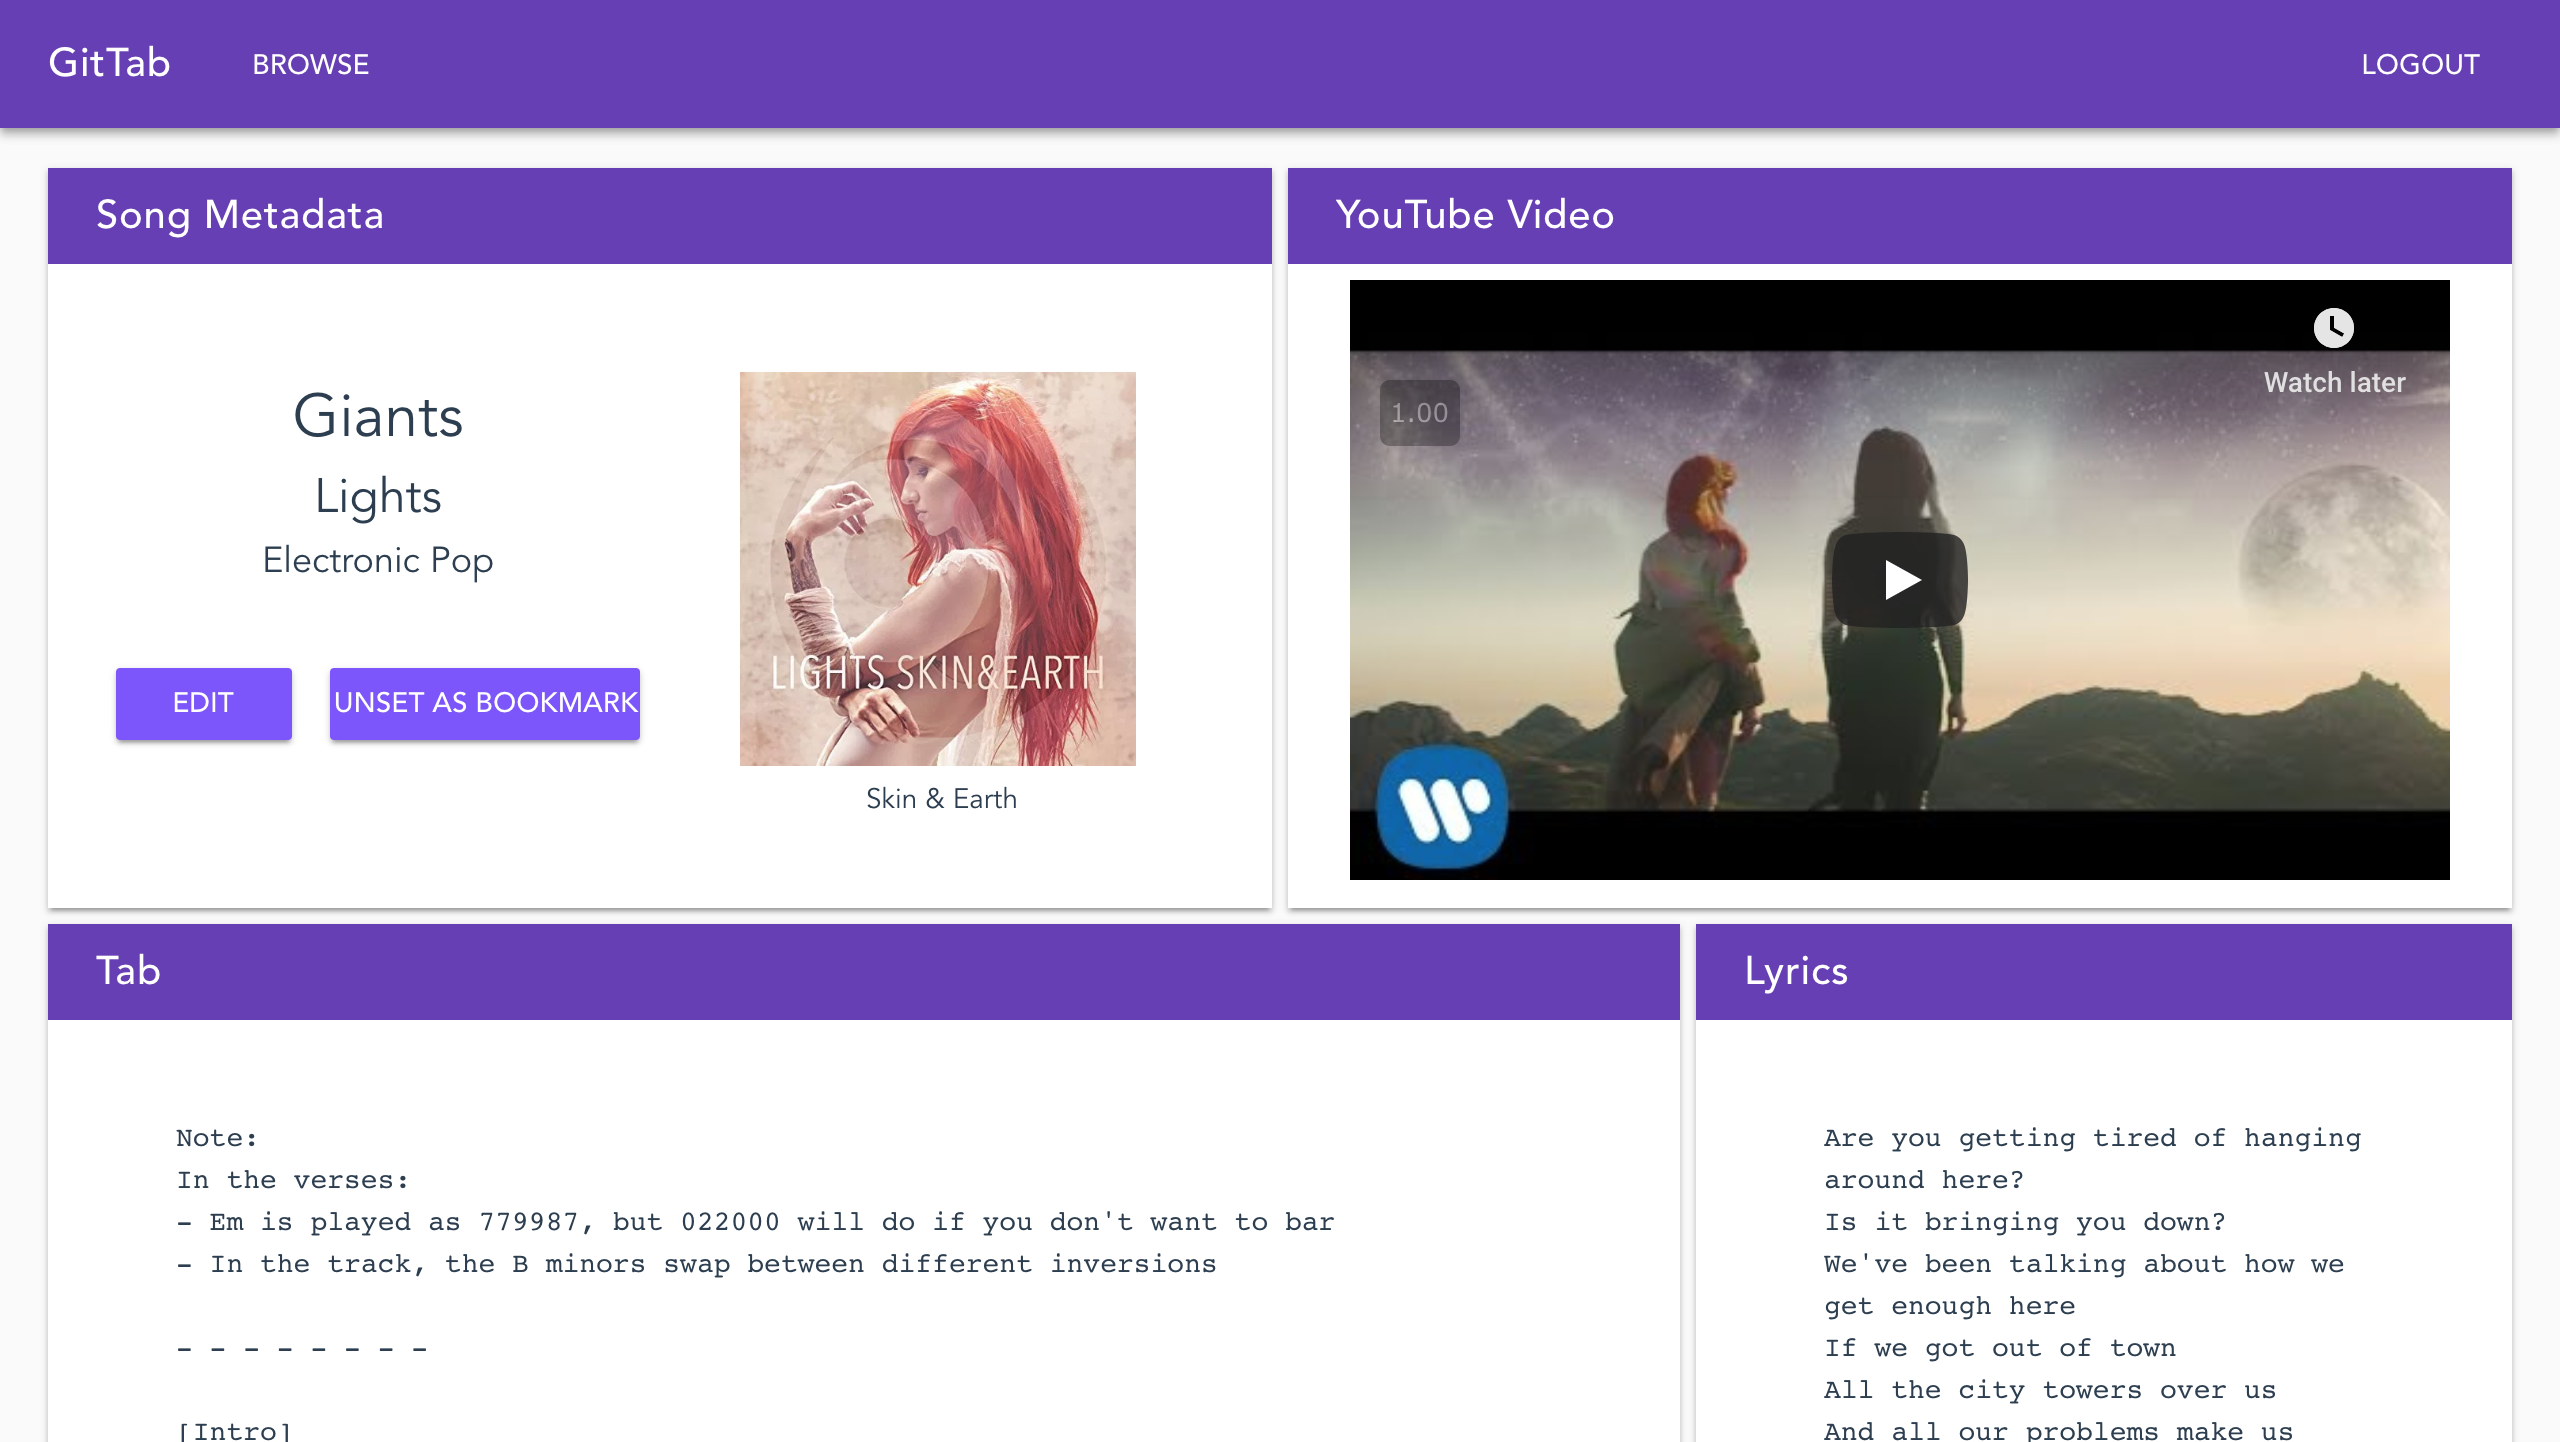 GitTab BROWSE LOGOUT
Song Metadata
YouTube Video
Giants
Lights
Electronic Pop
EDIT
UNSET AS BOOKMARK
LIGHTS SKIN&EARTH
Skin & Earth
1.00
Watch later
Tab
Note:
In the verses:
- Em is played as 779987, but 022000 will do if you don't want to bar
- In the track, the B minors swap between different inversions
- - - - - - - -
[Intro]
Lyrics
Are you getting tired of hanging
around here?
Is it bringing you down?
We've been talking about how we
get enough here
If we got out of town
All the city towers over us
And all our problems make us